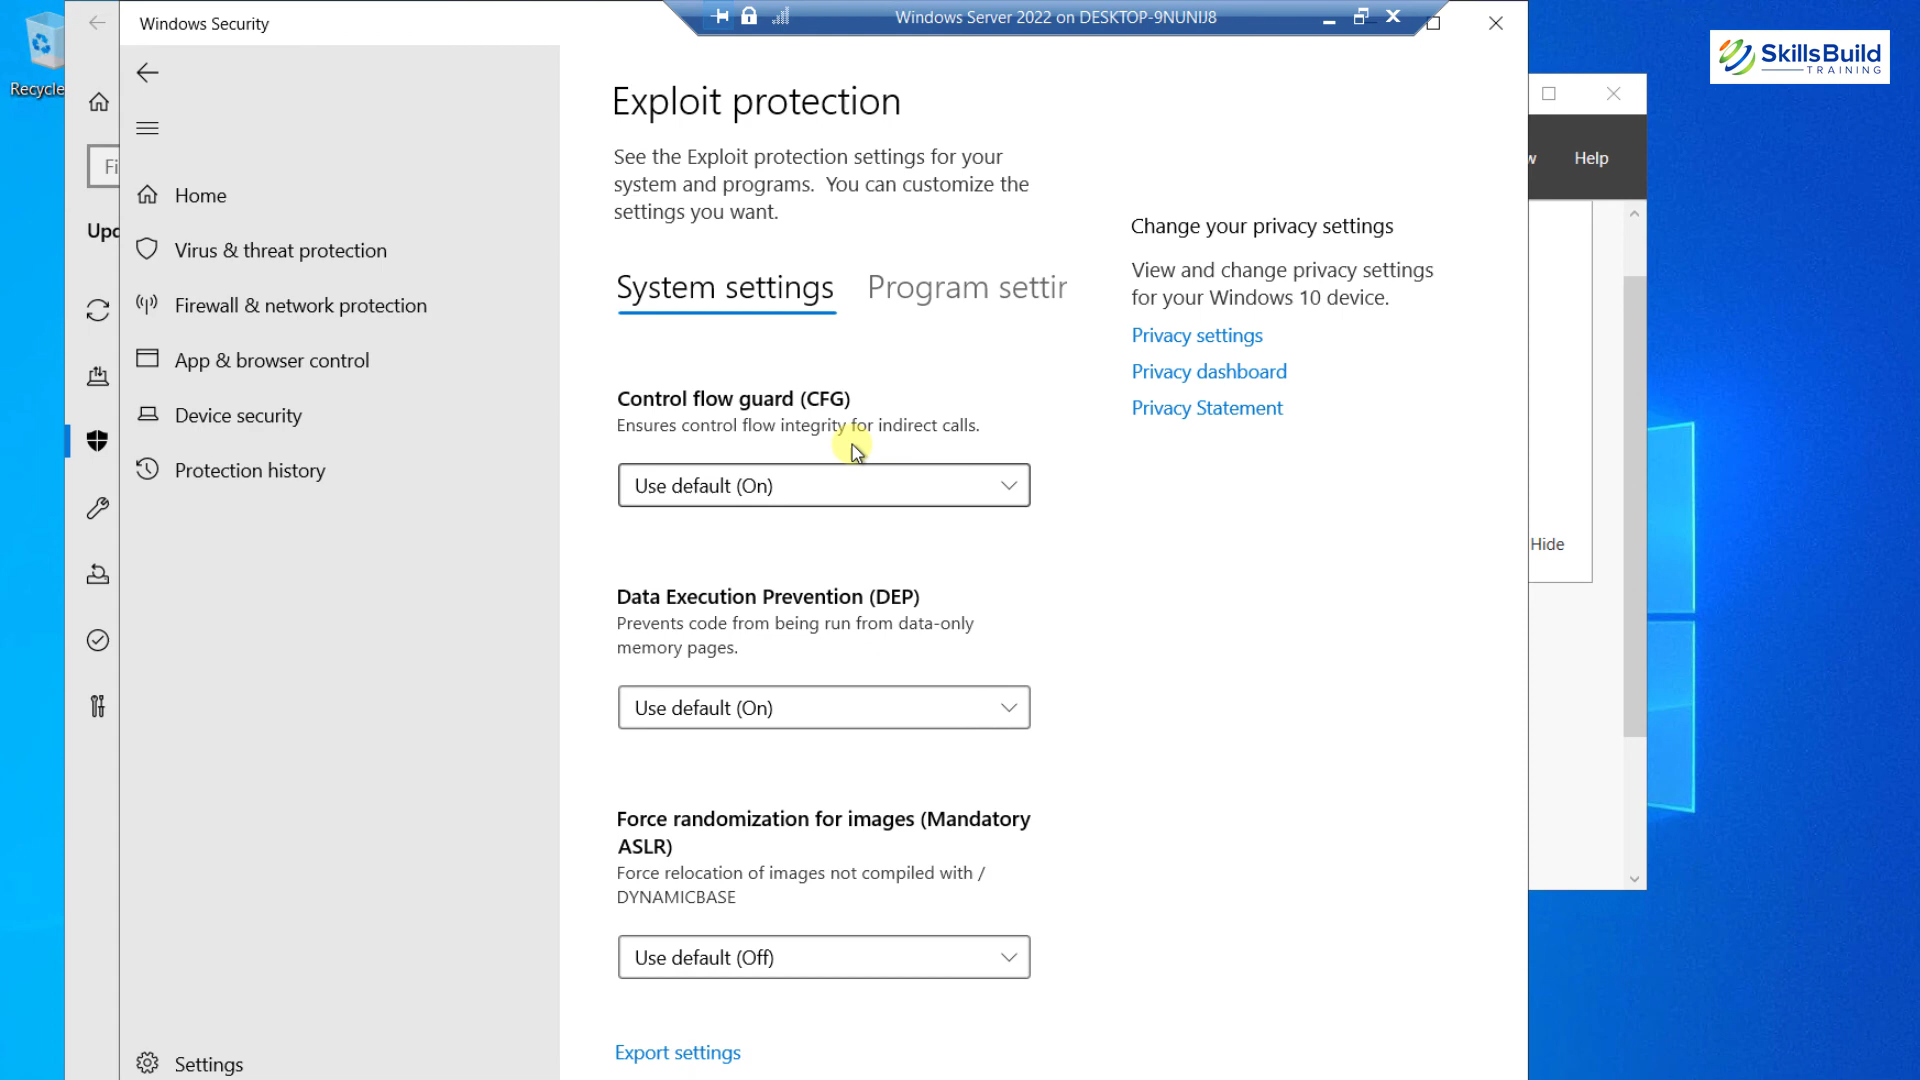 Windows Security
Windows Server 2022 on DESKTOP-9NUNIJ8
SkillsBuild
TRAINING
Recycle
Fi
Upd
Home
Virus & threat protection
Firewall & network protection
App & browser control
Device security
Protection history
Settings
Exploit protection
See the Exploit protection settings for your
system and programs. You can customize the
settings you want.
System settings
Program settir
Control flow guard (CFG)
Ensures control flow integrity for indirect calls.
Use default (On)
Data Execution Prevention (DEP)
Prevents code from being run from data-only
memory pages.
Use default (On)
Force randomization for images (Mandatory
ASLR)
Force relocation of images not compiled with /
DYNAMICBASE
Use default (Off)
Export settings
Change your privacy settings
View and change privacy settings
for your Windows 10 device.
Privacy settings
Privacy dashboard
Privacy Statement
w
Help
Hide